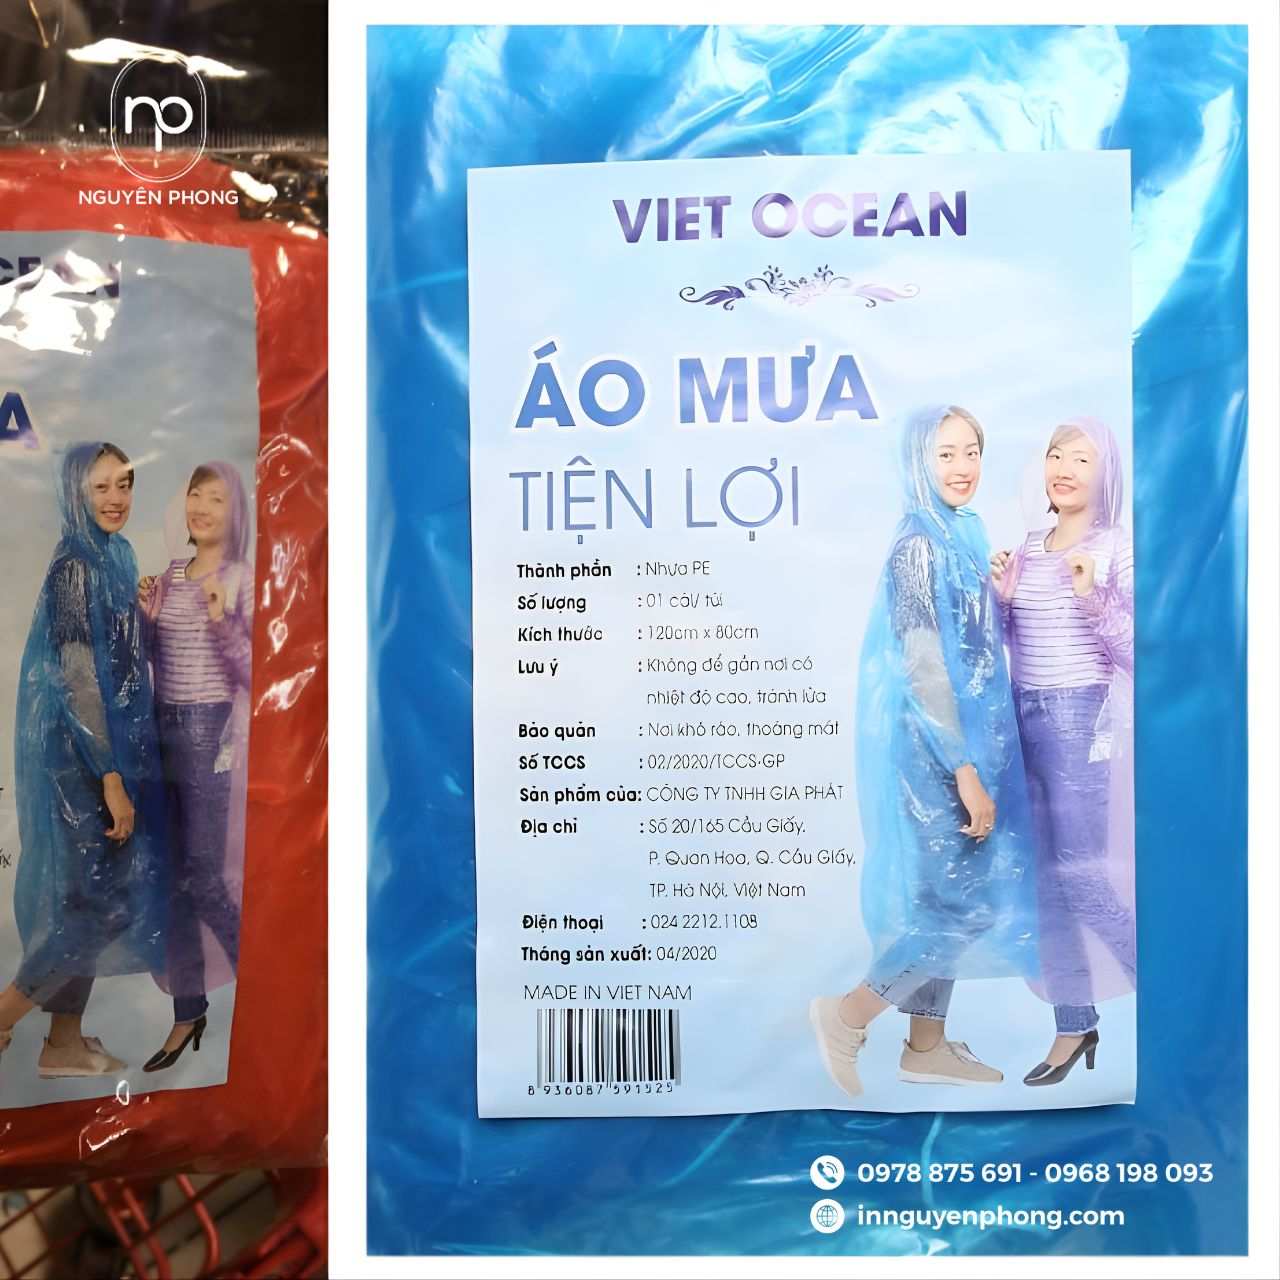 np
NGUYÊN PHONG
CEAN
A
VIET OCEAN
ÁO MƯA
TIỆN LỢI
Thành phần : Nhựa PE
Số lượng : 01 cái/ túi
Kích thước : 120cm x 80cm
Lưu ý : Không để gần nơi có
nhiệt độ cao, tránh lửa
Bảo quản : Nơi khô ráo, thoáng mát
Số TCCS : 02/2020/TCCS-GP
Sản phẩm của: CÔNG TY TNHH GIA PHÁT
Địa chỉ : Số 20/165 Cầu Giấy,
P. Quan Hoa, Q. Cầu Giấy,
TP. Hà Nội, Việt Nam
Điện thoại : 024 2212.1108
Tháng sản xuất: 04/2020
MADE IN VIET NAM
8 936087 591525
0978 875 691 - 0968 198 093
innguyenphong.com